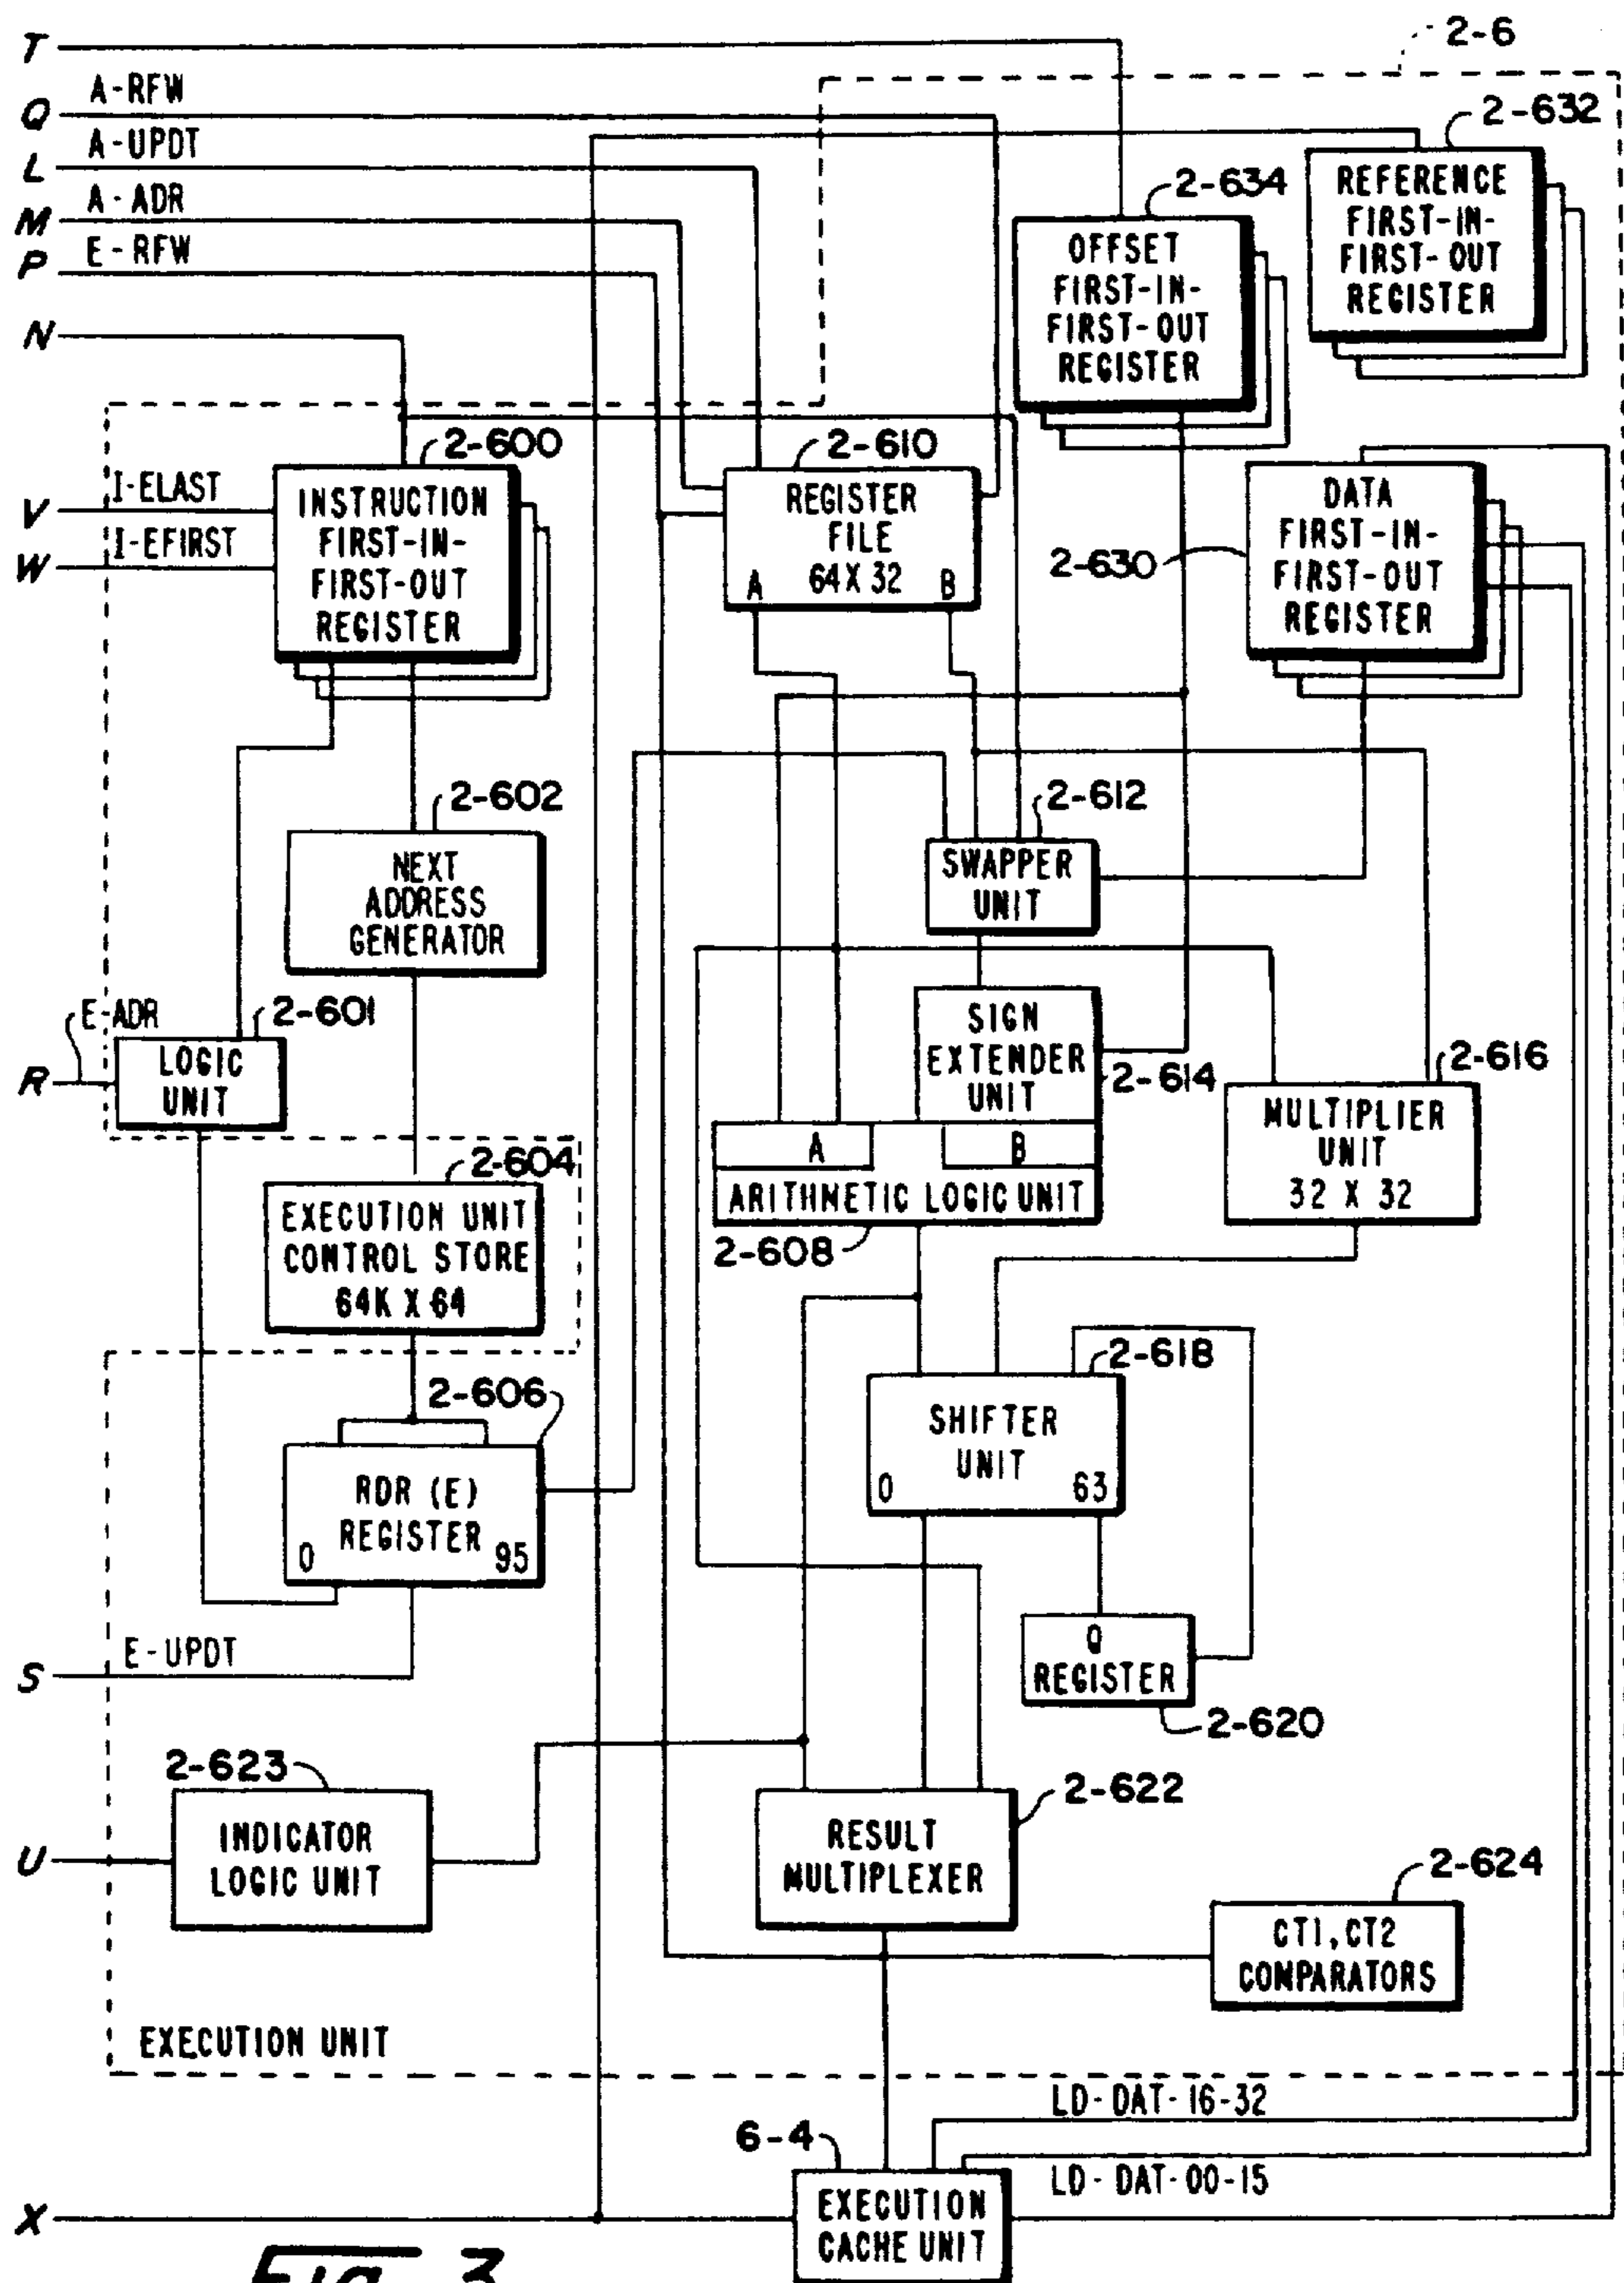 T
2-6
Q A-RFW
2-632
L A-UPDT
REFERENCE
FIRST-IN-
FIRST-OUT
REGISTER
M A-ADR
2-634
P E-RFW
OFFSET
FIRST-IN-
FIRST-OUT
REGISTER
N
2-600
2-610
V I-ELAST
W I-EFIRST
INSTRUCTION
FIRST-IN-
FIRST-OUT
REGISTER
REGISTER
FILE
A 64X32 B
2-630
DATA
FIRST-IN-
FIRST-OUT
REGISTER
2-602
NEXT
ADDRESS
GENERATOR
2-612
SWAPPER
UNIT
E-ADR
2-601
R
LOGIC
UNIT
SIGN
EXTENDER
UNIT
2-614
2-616
MULTIPLIER
UNIT
32 X 32
A B
ARITHMETIC LOGIC UNIT
2-608
2-604
EXECUTION UNIT
CONTROL STORE
64K X 64
2-618
SHIFTER
UNIT
0 63
2-606
RDR (E)
REGISTER
0 95
Q
REGISTER
2-620
S E-UPDT
2-623
U
INDICATOR
LOGIC UNIT
2-622
RESULT
MULTIPLEXER
2-624
CT1,CT2
COMPARATORS
EXECUTION UNIT
LD-DAT-16-32
6-4
LD-DAT-00-15
X
EXECUTION
CACHE UNIT
Fig. 3